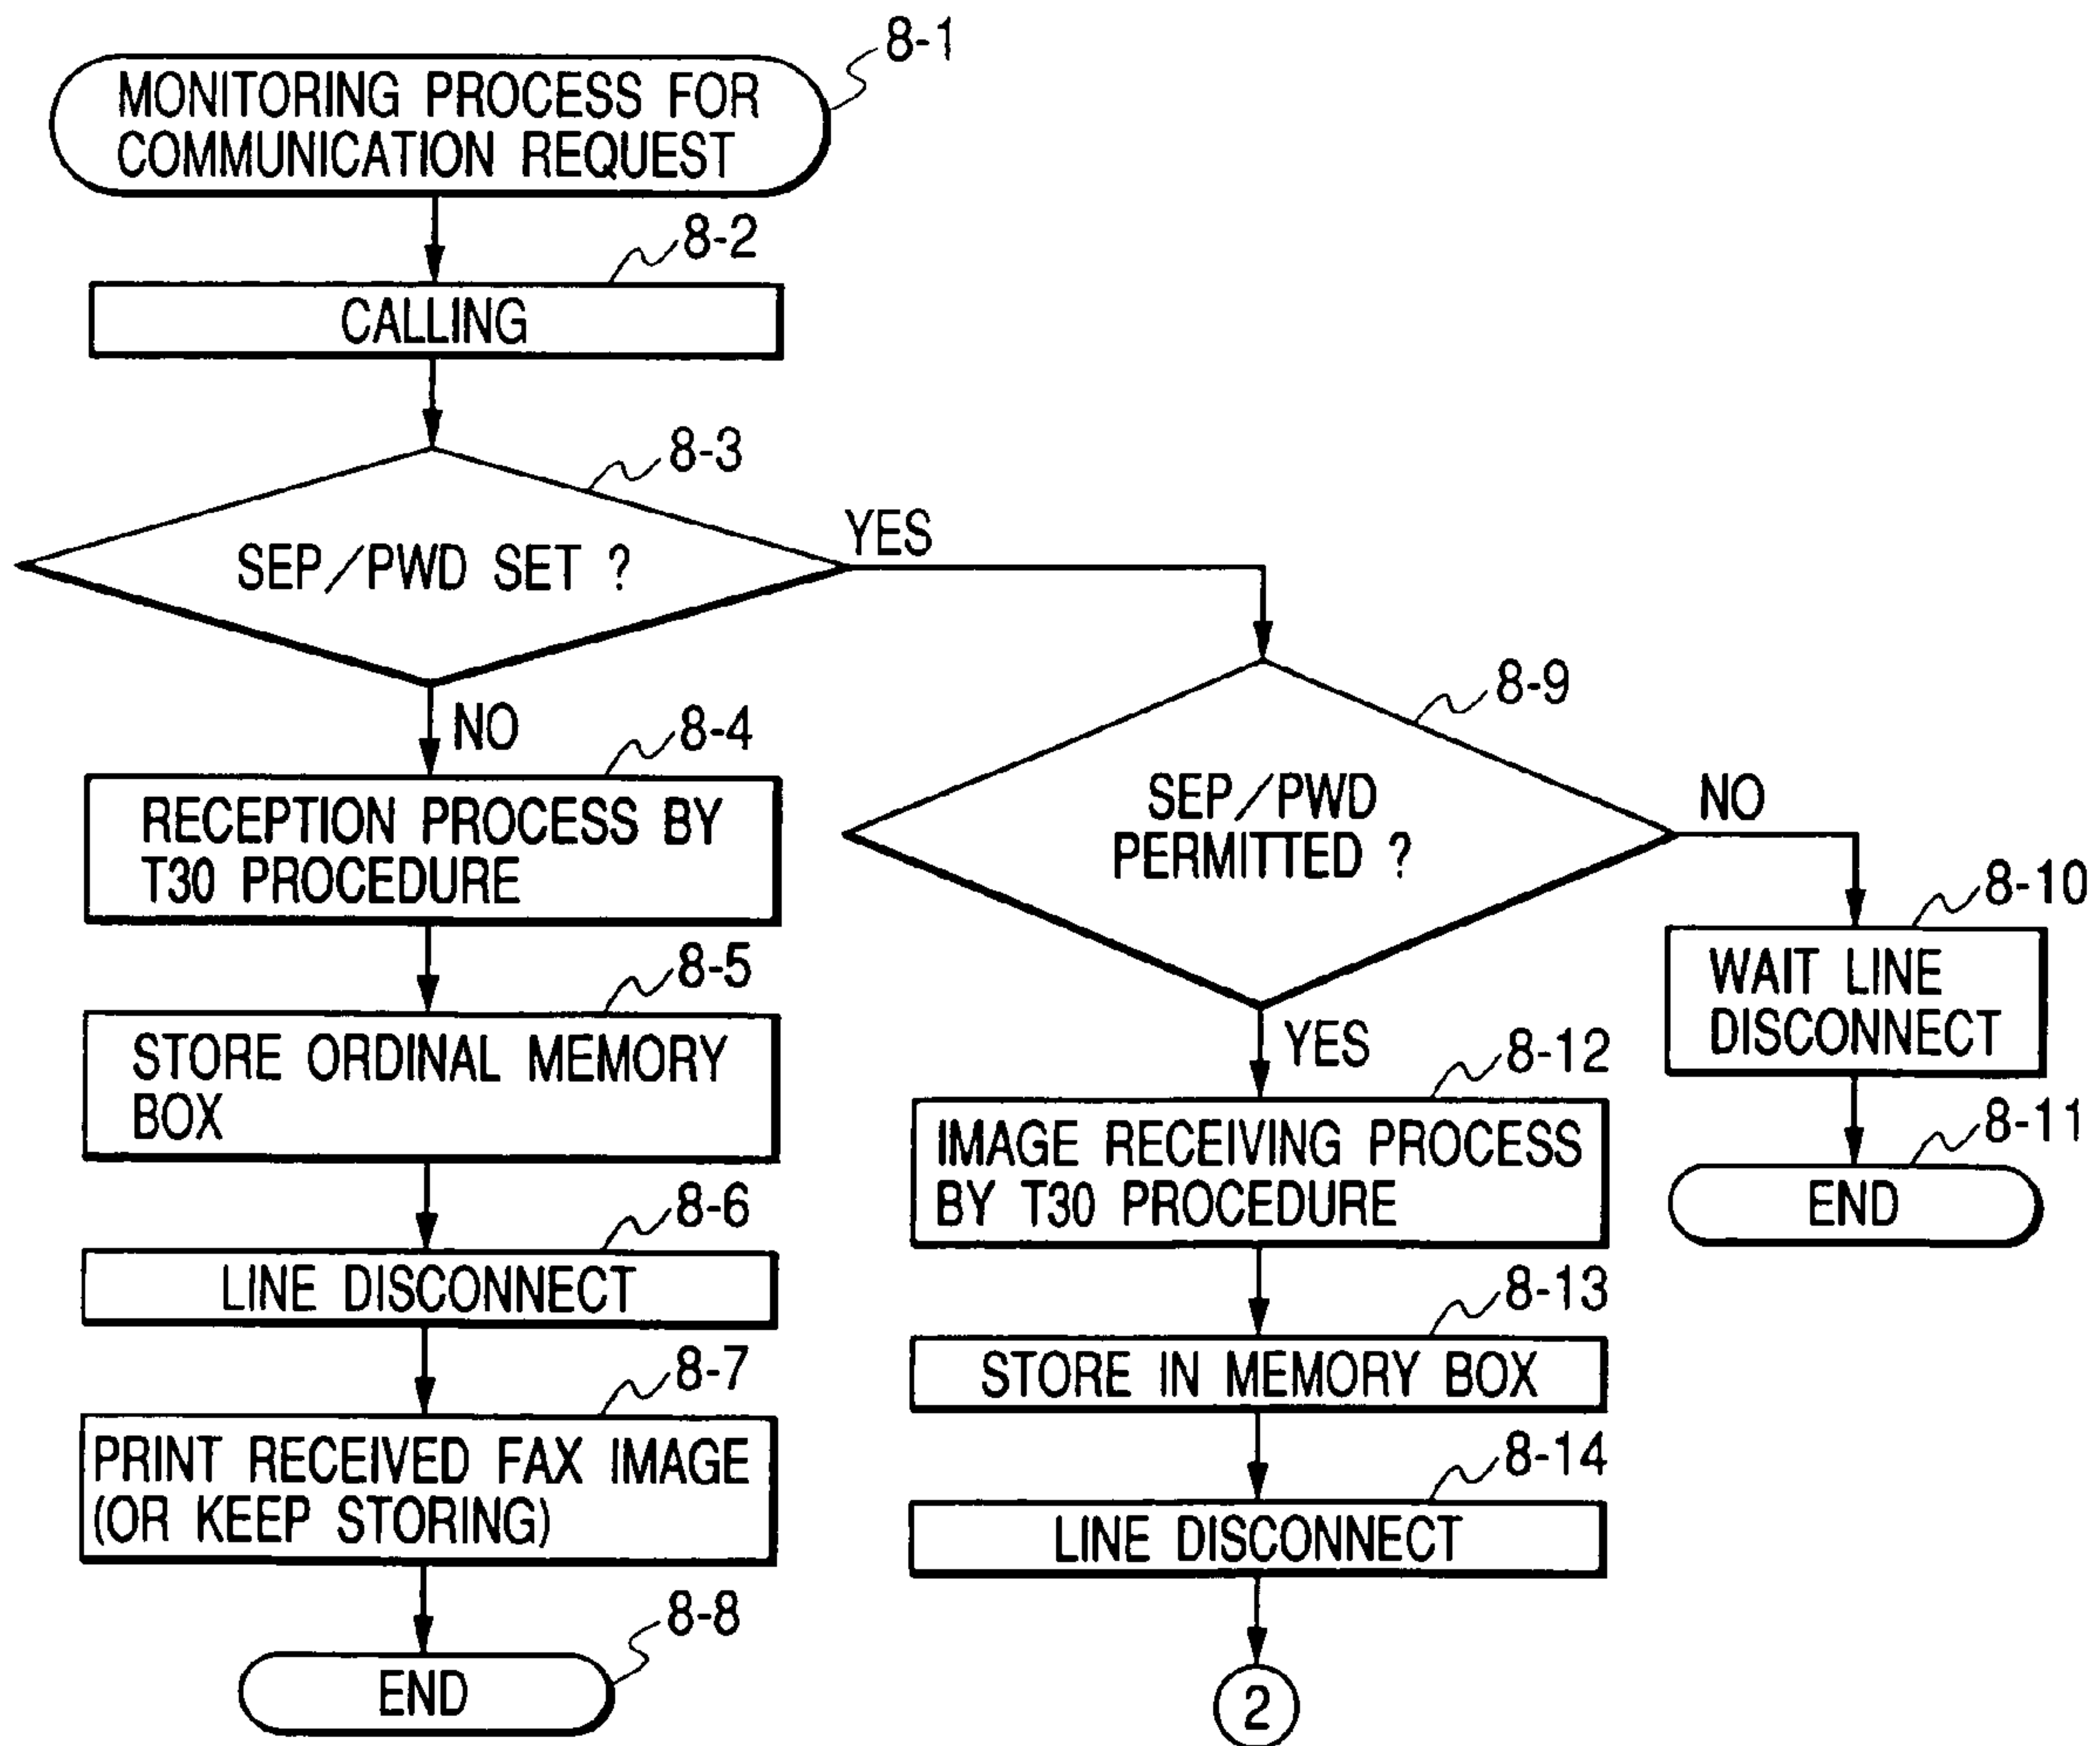 8-1
MONITORING PROCESS FOR
COMMUNICATION REQUEST
8-2
CALLING
8-3
SEP/PWD SET ?
YES
NO
8-4
RECEPTION PROCESS BY
T30 PROCEDURE
8-5
STORE ORDINAL MEMORY
BOX
8-6
LINE DISCONNECT
8-7
PRINT RECEIVED FAX IMAGE
(OR KEEP STORING)
8-8
END
8-9
SEP/PWD
PERMITTED ?
NO
8-10
WAIT LINE
DISCONNECT
8-11
END
YES
8-12
IMAGE RECEIVING PROCESS
BY T30 PROCEDURE
8-13
STORE IN MEMORY BOX
8-14
LINE DISCONNECT
2